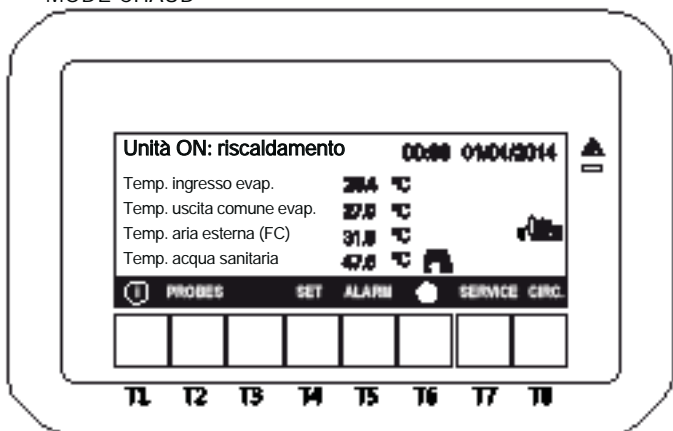 MODE CHAUD
Unità ON: riscaldamento 00:00 01/01/2014
Temp. ingresso evap. °C
Temp. uscita comune evap. 27.0 °C
Temp. aria esterna (FC) 31.8 °C
Temp. acqua sanitaria 47.6 °C
PROBES SET ALARM SERVICE CIRC.
T1 T2 T3 T4 T5 T6 T7 T8